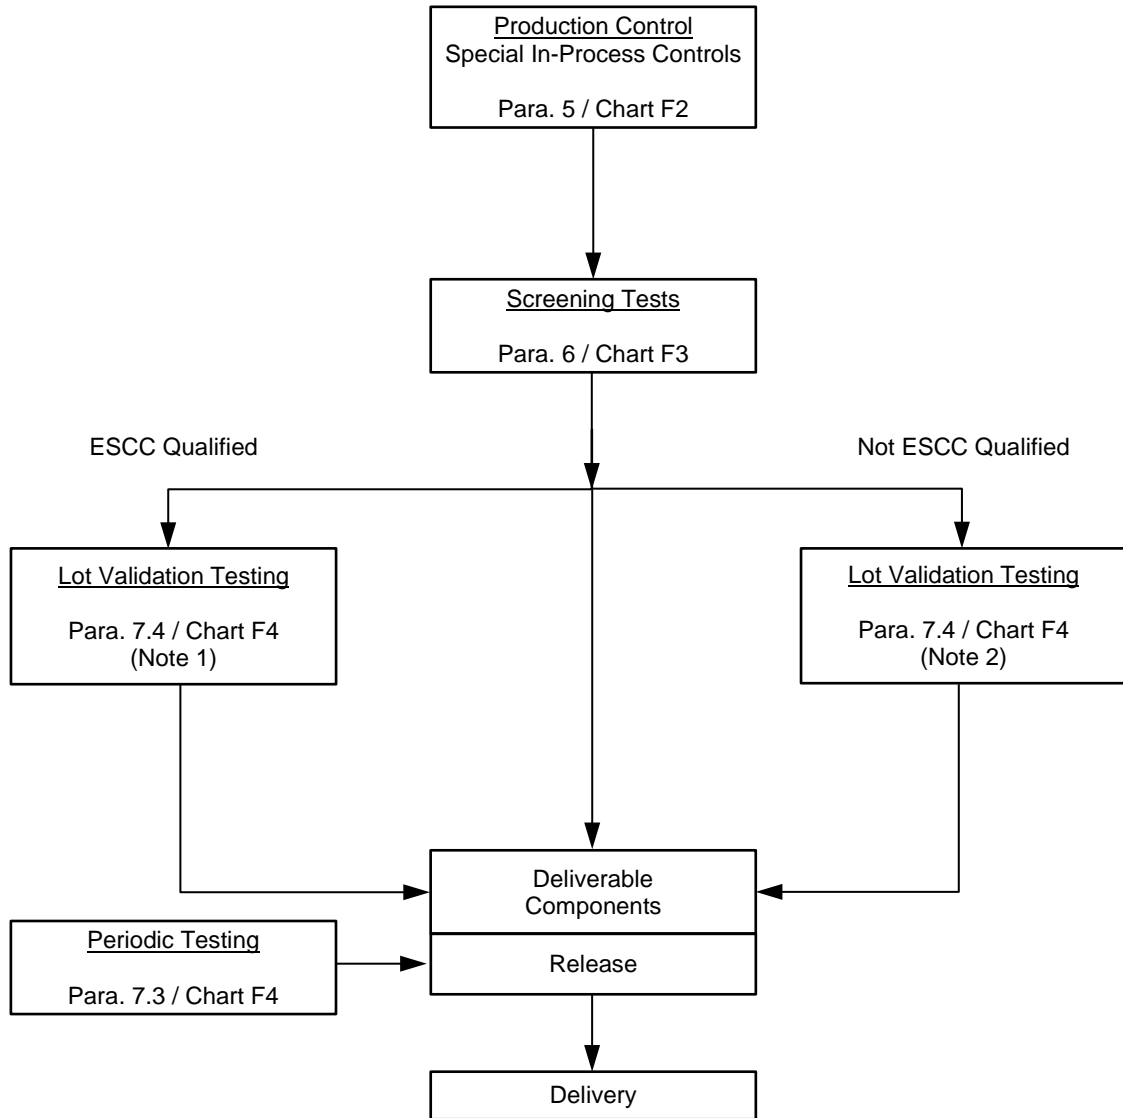 Production Control
Special In-Process Controls
Para. 5 / Chart F2
Screening Tests
Para. 6 / Chart F3
ESCC Qualified
Not ESCC Qualified
Lot Validation Testing
Para. 7.4 / Chart F4
(Note 1)
Lot Validation Testing
Para. 7.4 / Chart F4
(Note 2)
Deliverable
Components
Periodic Testing
Para. 7.3 / Chart F4
Release
Delivery